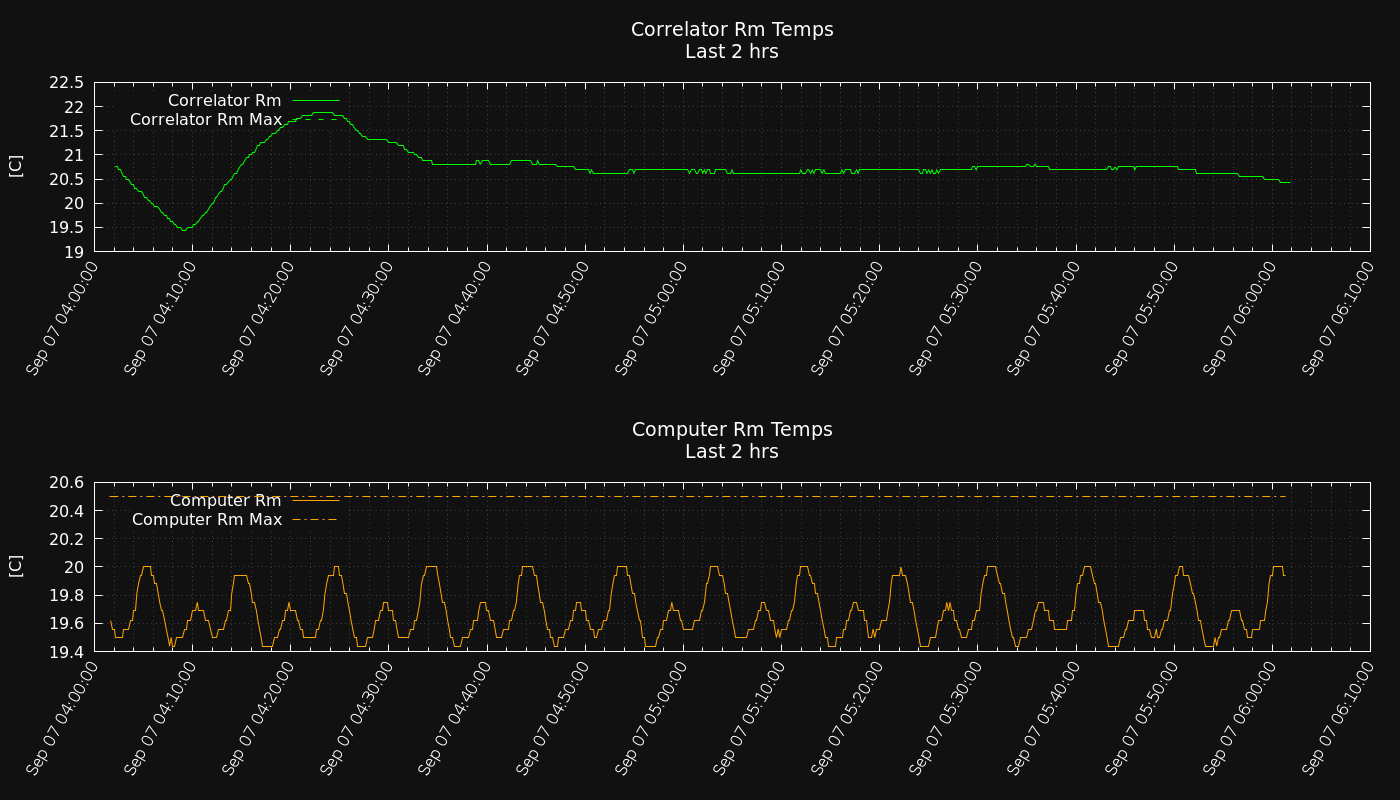 Correlator Rm Temps
Last 2 hrs
22.5
22
21.5
21
20.5
20
19.5
19
[C]
Correlator Rm
Correlator Rm Max
Sep 07 04:00:00
Sep 07 04:10:00
Sep 07 04:20:00
Sep 07 04:30:00
Sep 07 04:40:00
Sep 07 04:50:00
Sep 07 05:00:00
Sep 07 05:10:00
Sep 07 05:20:00
Sep 07 05:30:00
Sep 07 05:40:00
Sep 07 05:50:00
Sep 07 06:00:00
Sep 07 06:10:00
Computer Rm Temps
Last 2 hrs
20.6
20.4
20.2
20
19.8
19.6
19.4
[C]
Computer Rm
Computer Rm Max
Sep 07 04:00:00
Sep 07 04:10:00
Sep 07 04:20:00
Sep 07 04:30:00
Sep 07 04:40:00
Sep 07 04:50:00
Sep 07 05:00:00
Sep 07 05:10:00
Sep 07 05:20:00
Sep 07 05:30:00
Sep 07 05:40:00
Sep 07 05:50:00
Sep 07 06:00:00
Sep 07 06:10:00